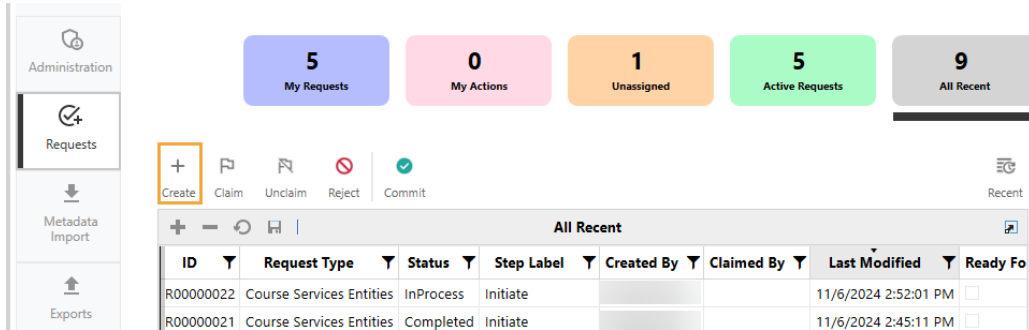 Administration
Requests
Metadata
Import
Exports
5
My Requests
0
My Actions
1
Unassigned
5
Active Requests
9
All Recent
Create
Claim
Unclaim
Reject
Commit
Recent
All Recent
ID Request Type Status Step Label Created By Claimed By Last Modified Ready Fo
R00000022 Course Services Entities InProcess Initiate 11/6/2024 2:52:01 PM
R00000021 Course Services Entities Completed Initiate 11/6/2024 2:45:11 PM